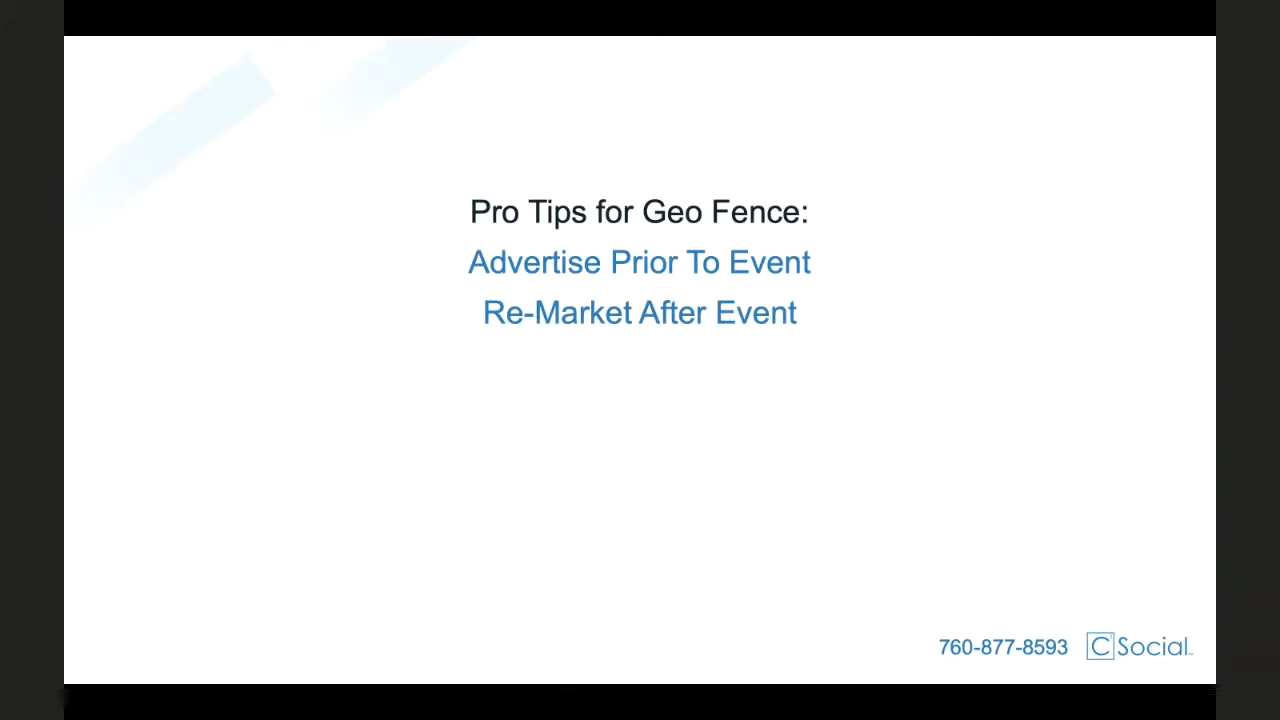 Pro Tips for Geo Fence:
Advertise Prior To Event
Re-Market After Event
760-877-8593 C Social